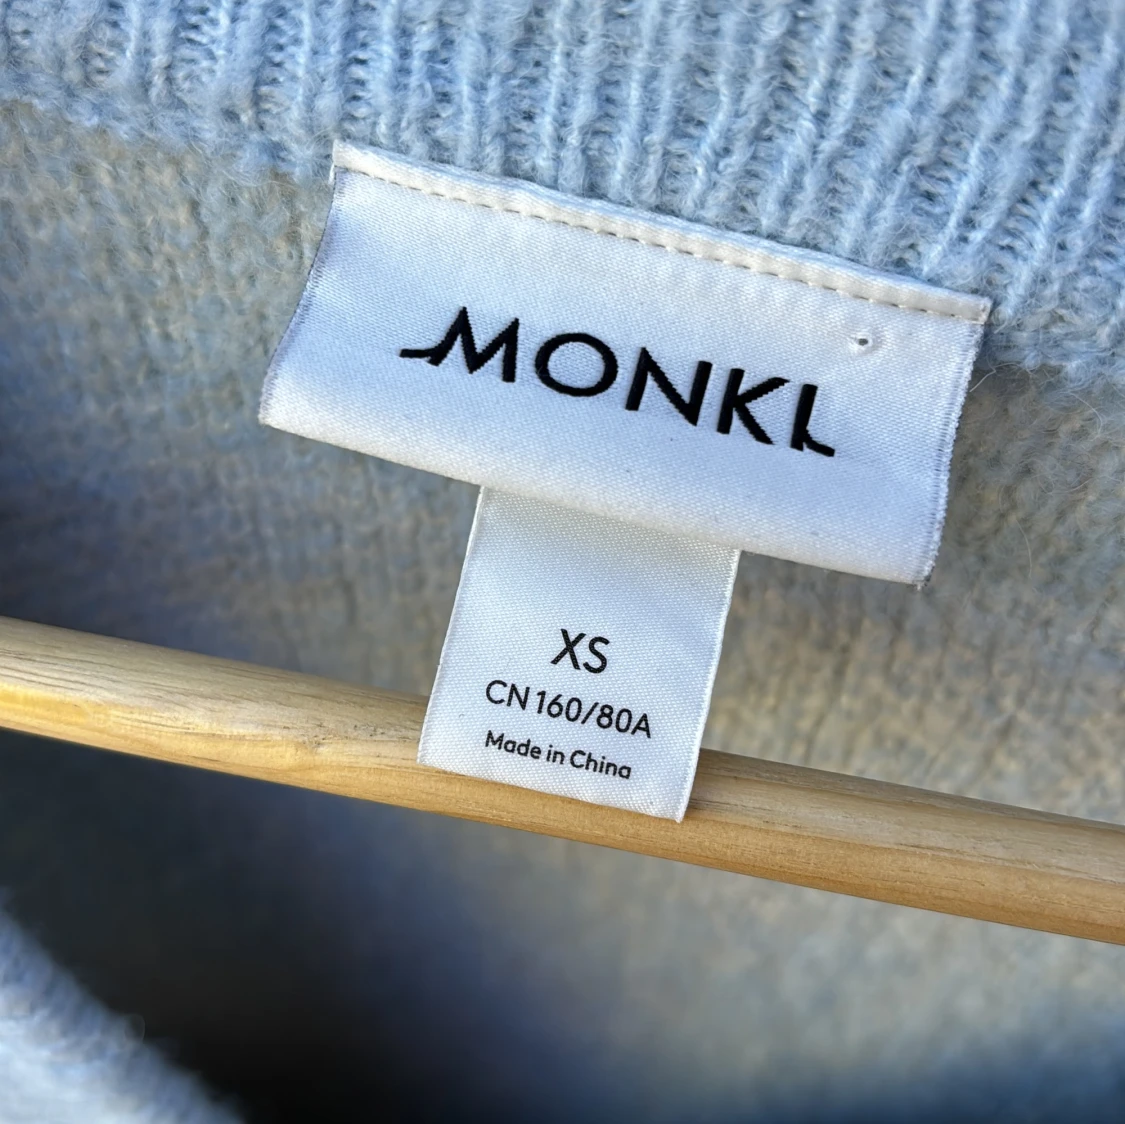 MONKI
XS
CN 160/80A
Made in China